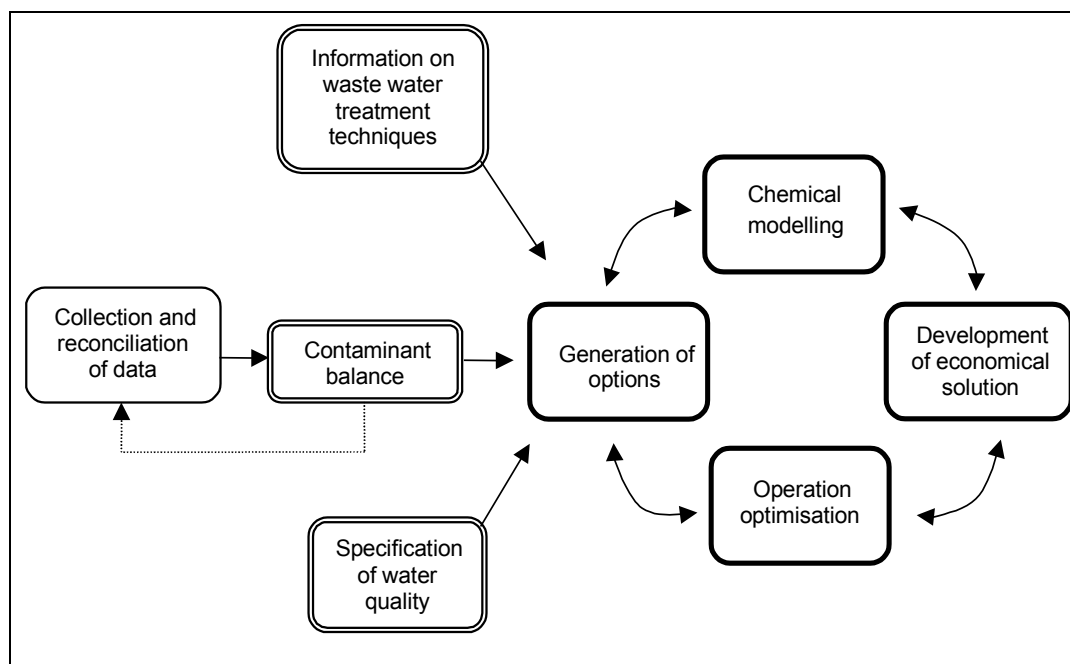 Information on
waste water
treatment
techniques
Chemical
modelling
Collection and
reconciliation
of data
Contaminant
balance
Generation of
options
Development
of economical
solution
Operation
optimisation
Specification
of water
quality